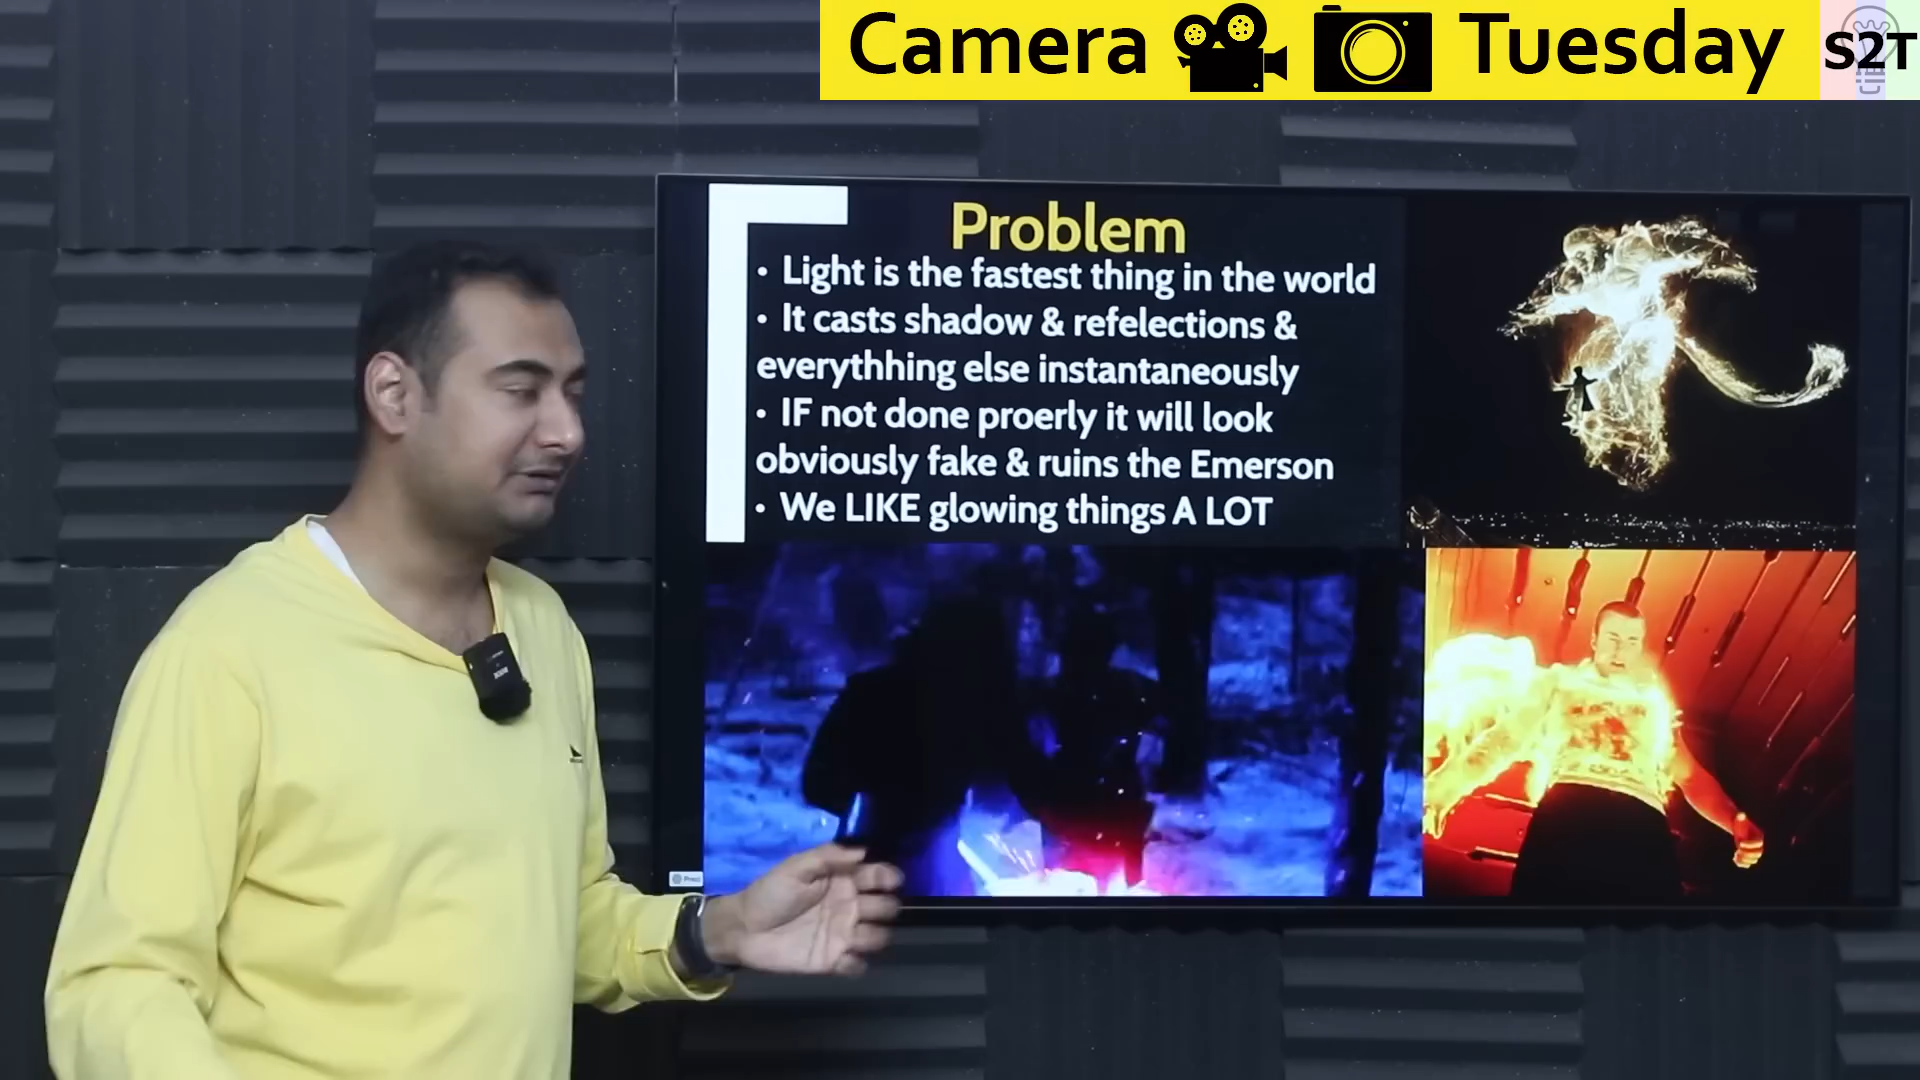 Camera Tuesday
S2T
Problem
• Light is the fastest thing in the world
• It casts shadow & refelections &
everythhing else instantaneously
• IF not done proerly it will look
obviously fake & ruins the Emerson
• We LIKE glowing things A LOT
Prezi